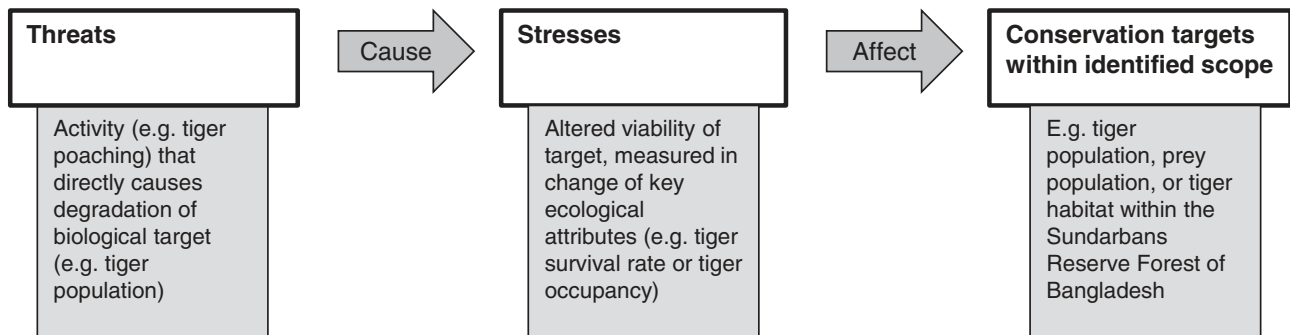 Threats
Activity (e.g. tiger
poaching) that
directly causes
degradation of
biological target
(e.g. tiger
population)
Cause
Stresses
Altered viability of
target, measured in
change of key
ecological
attributes (e.g. tiger
survival rate or tiger
occupancy)
Affect
Conservation targets
within identified scope
E.g. tiger
population, prey
population, or tiger
habitat within the
Sundarbans
Reserve Forest of
Bangladesh